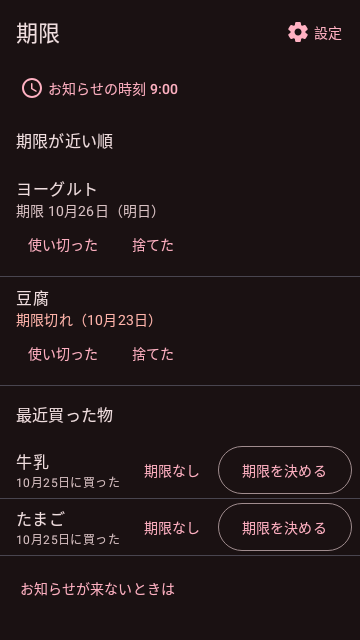 期限
設定
お知らせの時刻 9:00
期限が近い順
ヨーグルト
期限 10月26日（明日）
使い切った 捨てた
豆腐
期限切れ（10月23日）
使い切った 捨てた
最近買った物
牛乳
10月25日に買った
期限なし
期限を決める
たまご
10月25日に買った
期限なし
期限を決める
お知らせが来ないときは